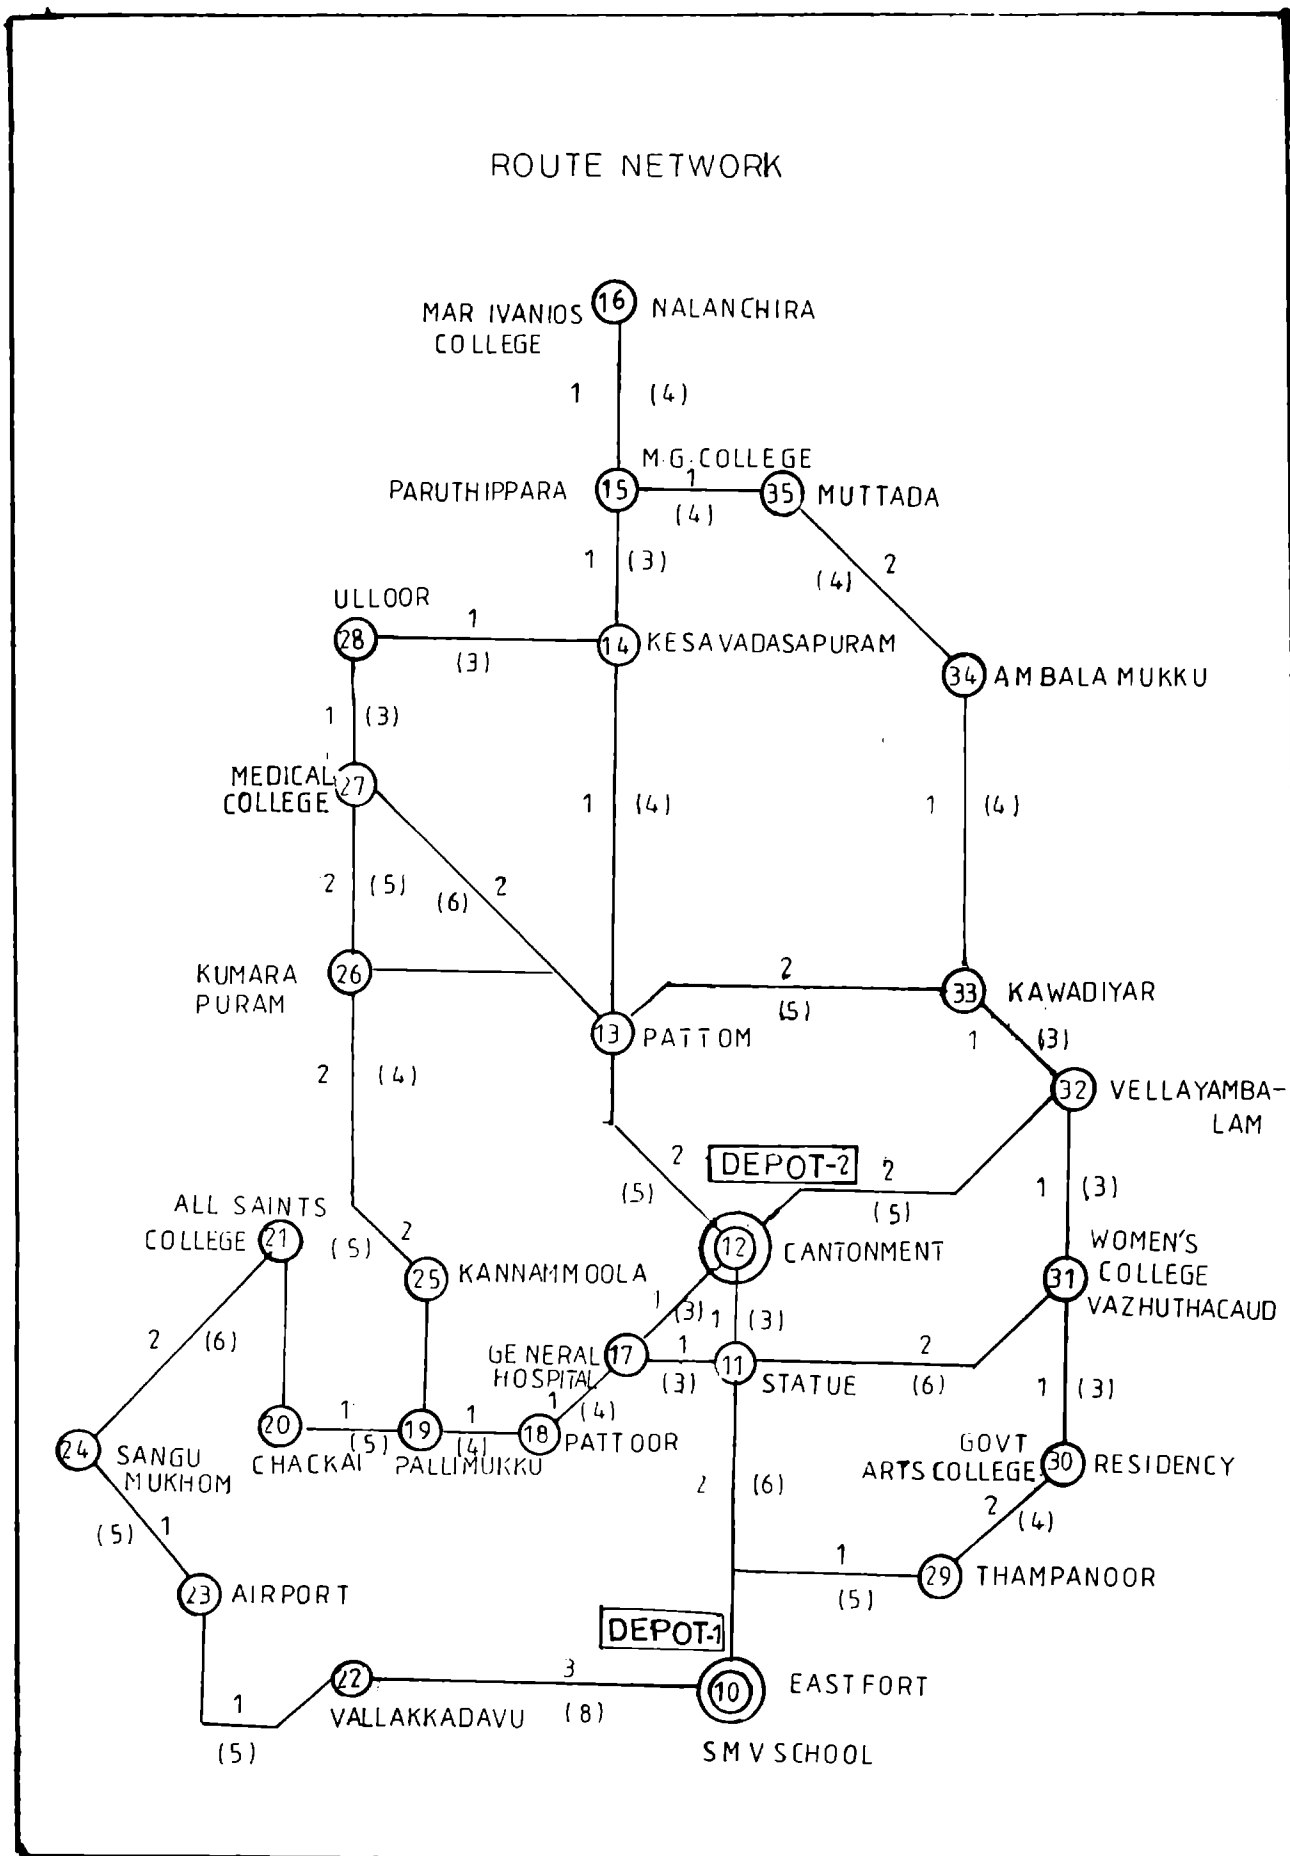 ROUTE NETWORK
MAR IVANIOS
COLLEGE
16
NALANCHIRA
1
(4)
M.G. COLLEGE
PARUTHIPPARA
15
1
(4)
35
MUTTADA
1
(3)
2
(4)
ULLOOR
28
1
(3)
14
KESAVADASAPURAM
34
AMBALA MUKKU
1
(3)
MEDICAL
COLLEGE
27
1
(4)
1
(4)
2
(5)
2
(6)
KUMARA
PURAM
26
2
(5)
33
KAWADIYAR
13
PATTOM
1
(3)
2
(4)
32
VELLAYAMBA-
LAM
2
(5)
DEPOT-2
2
(5)
1
(3)
ALL SAINTS
COLLEGE
21
(5)
2
12
CANTONMENT
WOMEN'S
COLLEGE
VAZHUTHACAUD
31
25
KANNAMMOOLA
2
(6)
1
(3)
1
(3)
GENERAL
HOSPITAL
17
1
(3)
11
STATUE
2
(6)
1
(3)
1
(4)
20
CHACKAI
1
(5)
19
PALLIMUKKU
1
(4)
18
PATTOOR
24
SANGU
MUKHOM
GOVT
ARTS COLLEGE
30
RESIDENCY
2
(6)
2
(4)
(5)
1
1
(5)
29
THAMPANOOR
23
AIRPORT
DEPOT-1
22
VALLAKKADAVU
3
(8)
10
EAST FORT
1
(5)
SMV SCHOOL